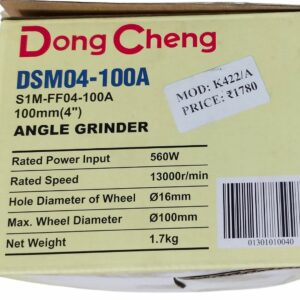 Dong Cheng
DSM04-100A
S1M-FF04-100A
100mm(4")
ANGLE GRINDER
MOD: K422/A
PRICE: ₹1780
Rated Power Input 560W
Rated Speed 13000r/min
Hole Diameter of Wheel Ø16mm
Max. Wheel Diameter Ø100mm
Net Weight 1.7kg
01301010040